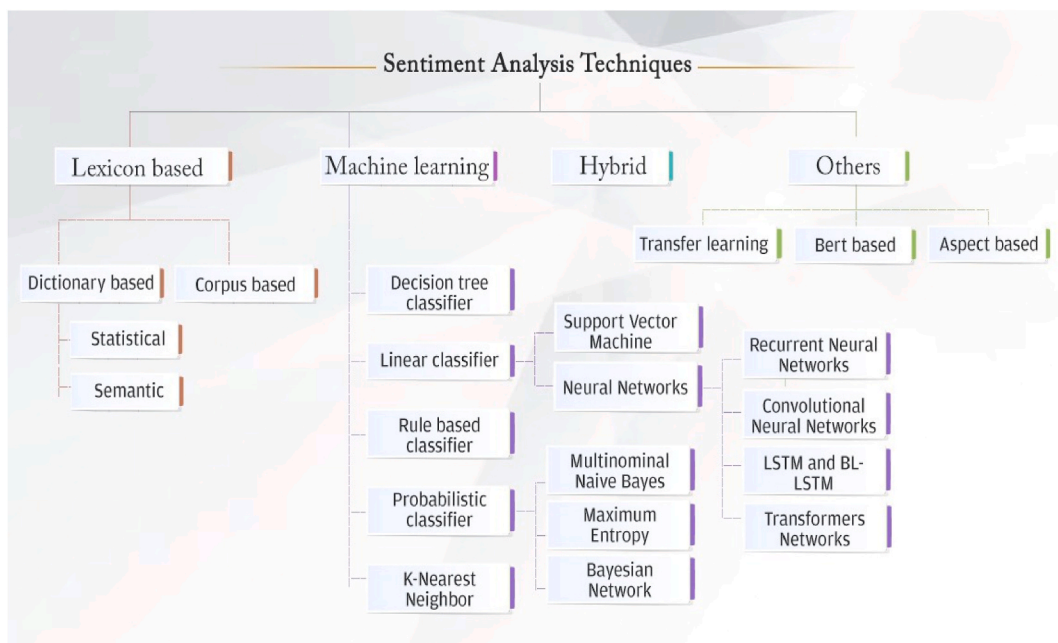 Sentiment Analysis Techniques
Lexicon based
Machine learning
Hybrid
Others
Transfer learning
Bert based
Aspect based
Dictionary based
Corpus based
Statistical
Semantic
Decision tree
classifier
Linear classifier
Rule based
classifier
Probabilistic
classifier
K-Nearest
Neighbor
Support Vector
Machine
Neural Networks
Multinominal
Naive Bayes
Maximum
Entropy
Bayesian
Network
Recurrent Neural
Networks
Convolutional
Neural Networks
LSTM and BL-
LSTM
Transformers
Networks